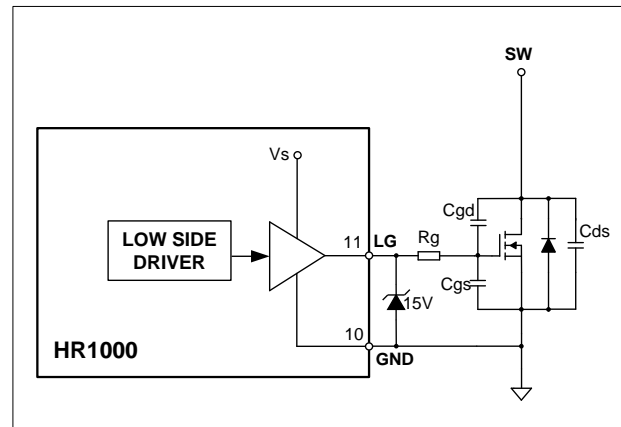 SW
Vs
Cgd
Cds
LOW SIDE
DRIVER
11
LG
Rg
Cgs
15V
10
GND
HR1000